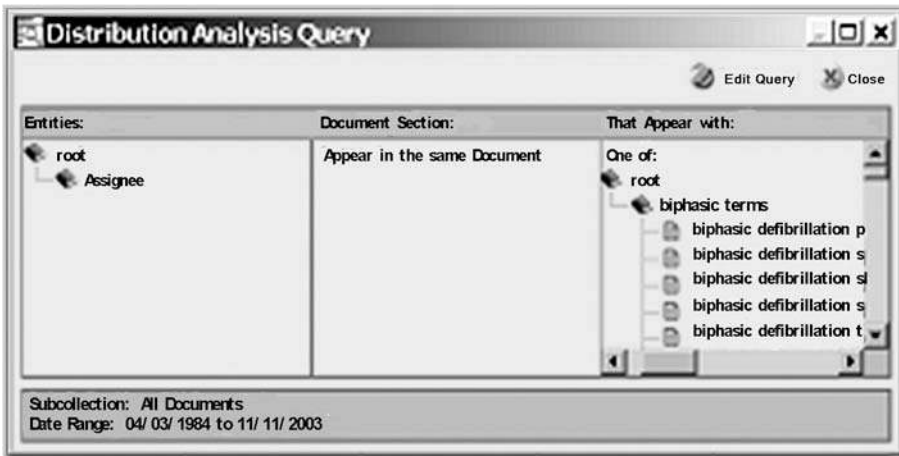 Distribution Analysis Query
Edit Query Close
Entities: Document Section: That Appear with:
root
Assignee
Appear in the same Document
One of:
root
biphasic terms
biphasic defibrillation p
biphasic defibrillation s
biphasic defibrillation sl
biphasic defibrillation s
biphasic defibrillation t
Subcollection: All Documents
Date Range: 04/ 03/ 1984 to 11/ 11/ 2003